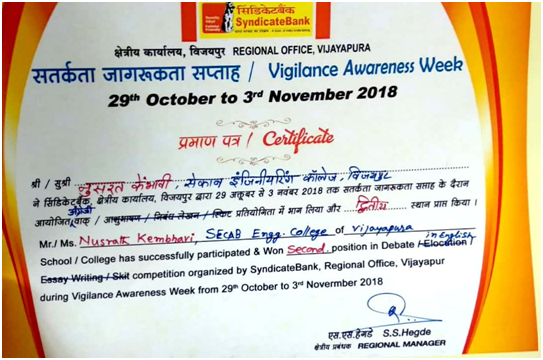 सिंडिकेटबैंक
SyndicateBank
क्षेत्रीय कार्यालय, विजयपुर REGIONAL OFFICE, VIJAYAPURA
सतर्कता जागरूकता सप्ताह / Vigilance Awareness Week
29th October to 3rd November 2018
प्रमाण पत्र / Certificate
श्री / सुश्री नुसरत केंभावी, सेकाब इंजिनीयरिंग कॉलेज, विजयपुर
ने सिंडिकेटबैंक, क्षेत्रीय कार्यालय, विजयपुर द्वारा 29 अक्टूबर से 3 नवंबर 2018 तक सतर्कता जागरूकता सप्ताह के दौरान
अंग्रेजी
आयोजित वाक् / आशुभाषण / निबंध लेखन / स्किट प्रतियोगिता में भाग लिया और द्वितीय स्थान प्राप्त किया ।
Mr./ Ms. Nusrath Kembhavi, SECAB Engg. College of Vijayapura
in English
School / College has successfully participated & Won Second position in Debate / Elocution /
Essay Writing / Skit competition organized by SyndicateBank, Regional Office, Vijayapur
during Vigilance Awareness Week from 29th October to 3rd November 2018
एस.एस.हेगडे S.S.Hegde
क्षेत्रीय प्रबंधक REGIONAL MANAGER